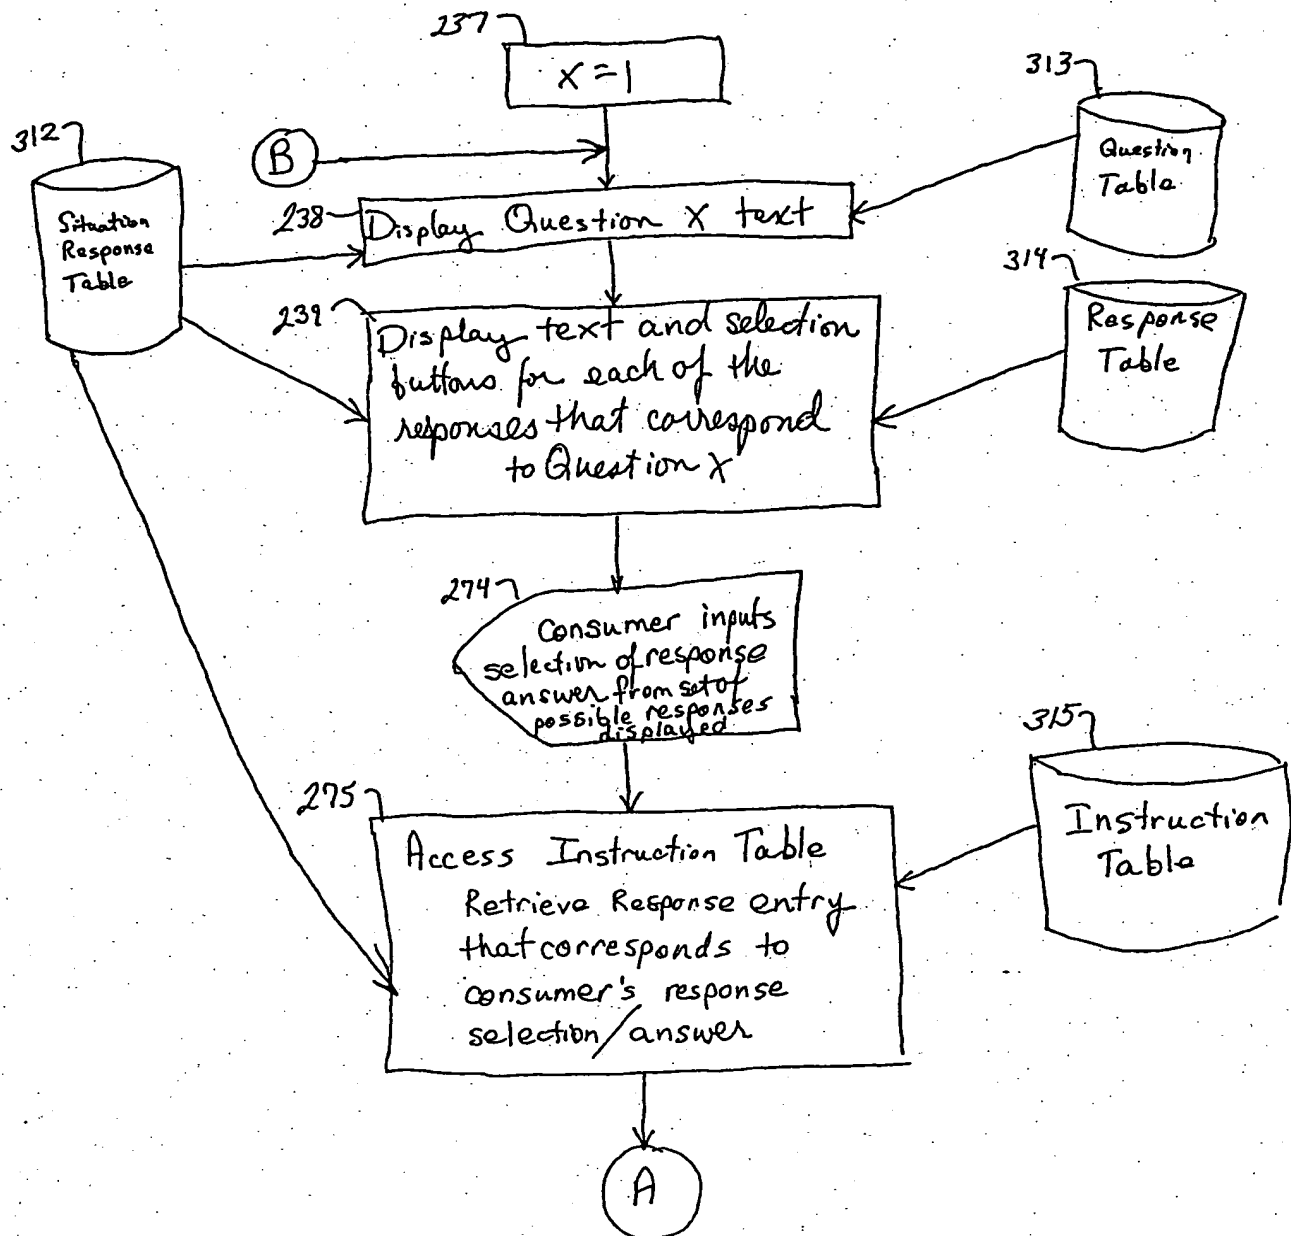 237
X = 1
313
Question
Table
312
Situation
Response
Table
B
238
Display Question X text
314
Response
Table
239
Display text and selection
buttons for each of the
responses that correspond
to Question X
274
Consumer inputs
selection of response
answer from set of
possible responses
displayed
315
Instruction
Table
275
Access Instruction Table
Retrieve Response entry
that corresponds to
consumer's response
selection/answer
A